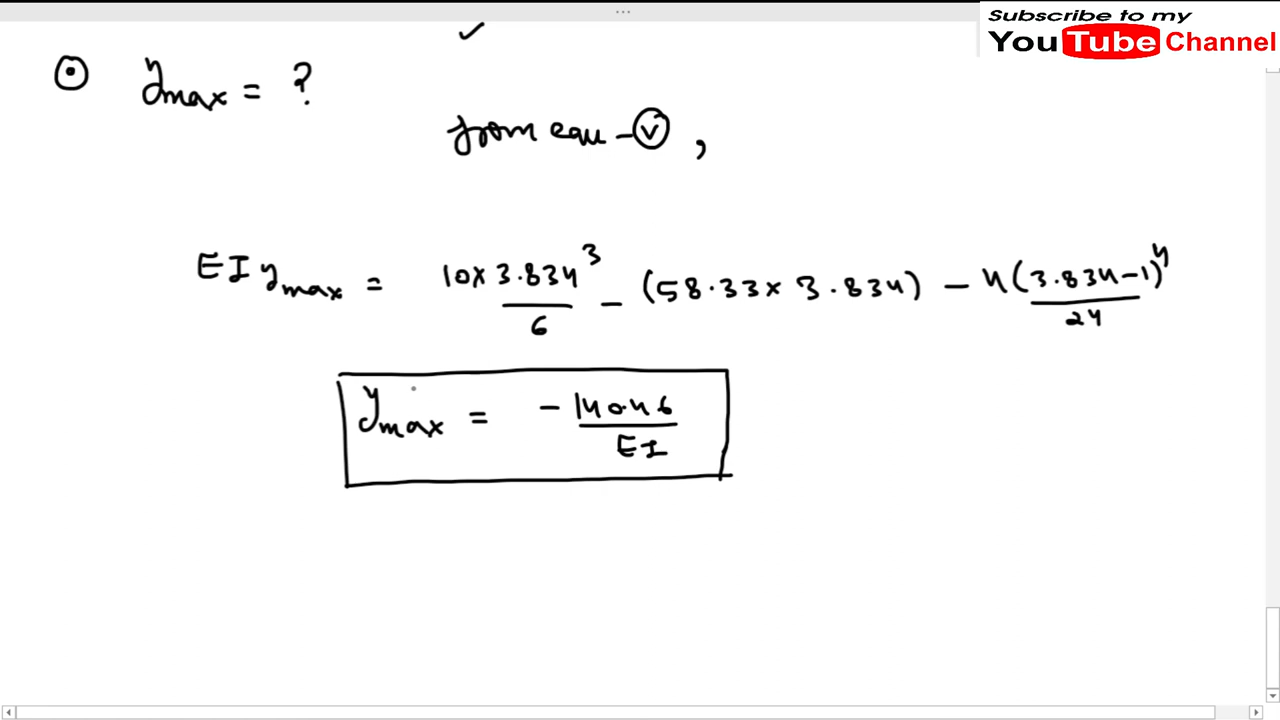 Subscribe to my
YouTube Channel
⊙ ymax = ?
from equ - Ⓥ ,
EI ymax = 10 × 3.834³/6 - (58.33 × 3.834) - 4(3.834 - 1)⁴/24
ymax = - 140.46/EI